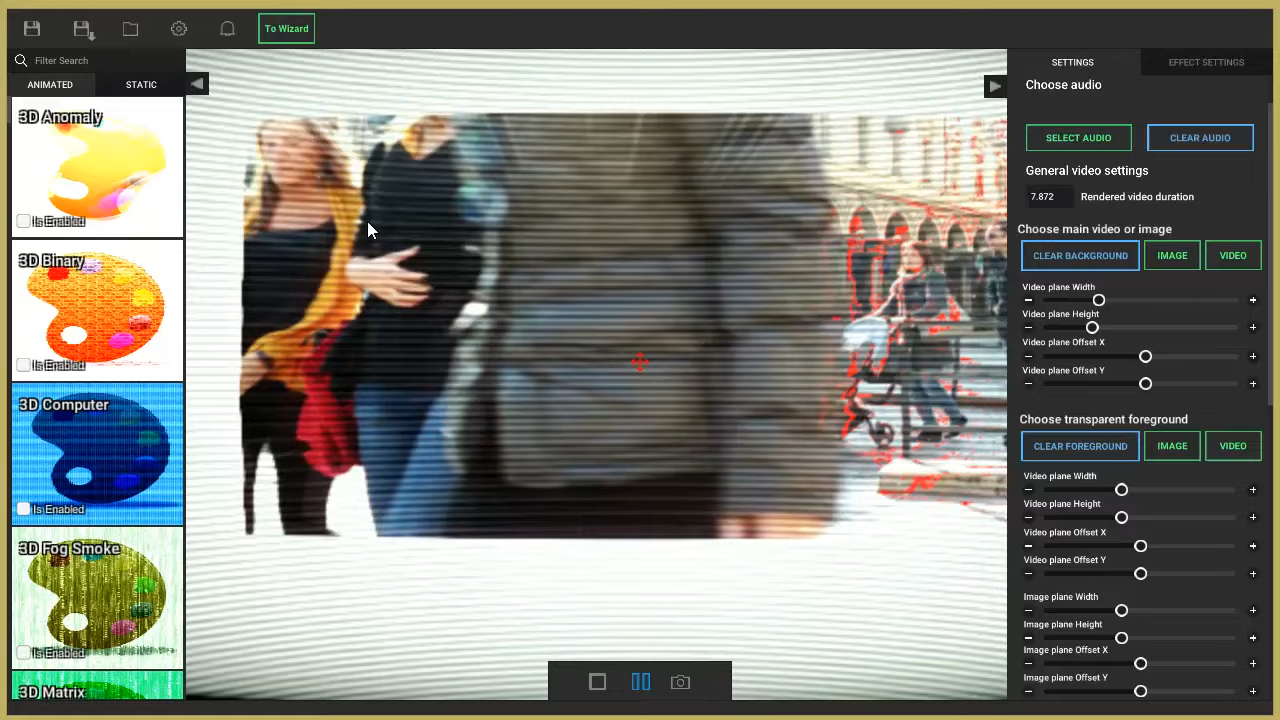 To Wizard
Filter Search
ANIMATED STATIC
3D Anomaly
Is Enabled
3D Binary
Is Enabled
3D Computer
Is Enabled
3D Fog Smoke
Is Enabled
3D Matrix
SETTINGS EFFECT SETTINGS
Choose audio
SELECT AUDIO CLEAR AUDIO
General video settings
7.872 Rendered video duration
Choose main video or image
CLEAR BACKGROUND IMAGE VIDEO
Video plane Width
Video plane Height
Video plane Offset X
Video plane Offset Y
Choose transparent foreground
CLEAR FOREGROUND IMAGE VIDEO
Video plane Width
Video plane Height
Video plane Offset X
Video plane Offset Y
Image plane Width
Image plane Height
Image plane Offset X
Image plane Offset Y